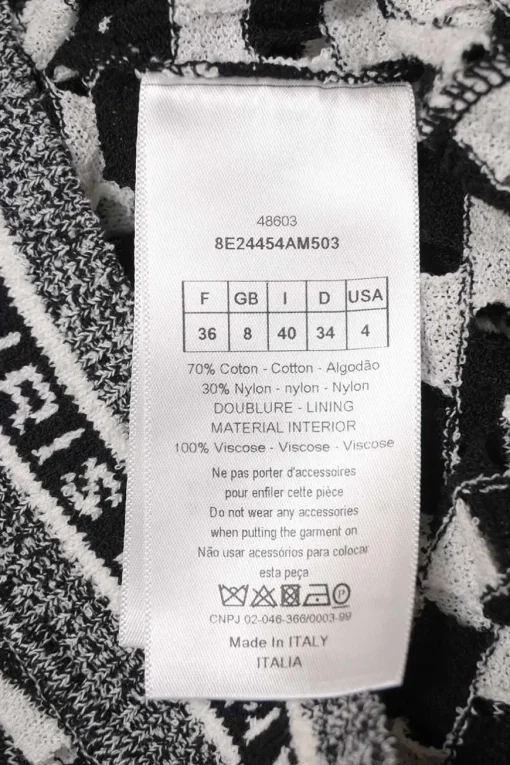 48603
8E24454AM503
F GB I D USA
36 8 40 34 4
70% Coton - Cotton - Algodão
30% Nylon - nylon - Nylon
DOUBLURE - LINING
MATERIAL INTERIOR
100% Viscose - Viscose - Viscose
Ne pas porter d'accessoires
pour enfiler cette pièce
Do not wear any accessories
when putting the garment on
Não usar acessórios para colocar
esta peça
P
CNPJ 02-046-366/0003-99
Made In ITALY
ITALIA